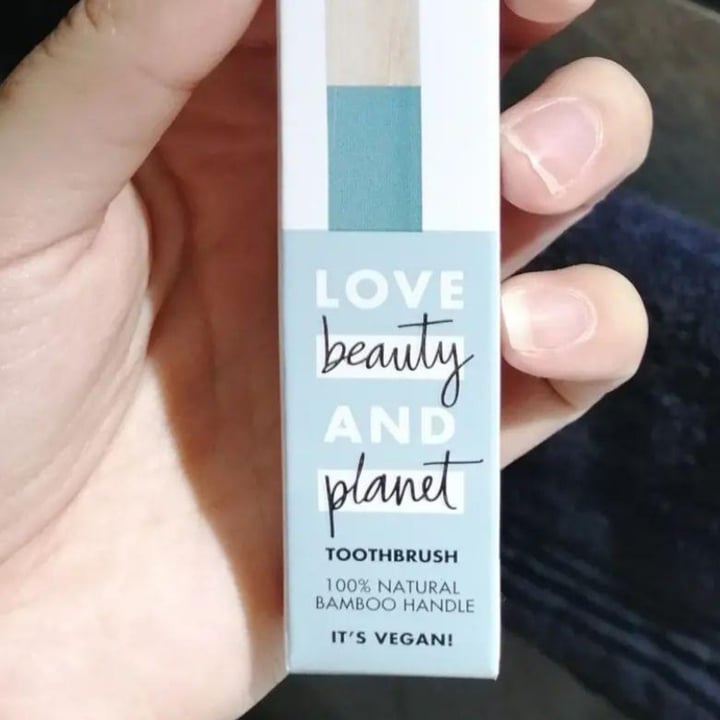 LOVE
beauty
AND
planet
TOOTHBRUSH
100% NATURAL
BAMBOO HANDLE
IT'S VEGAN!